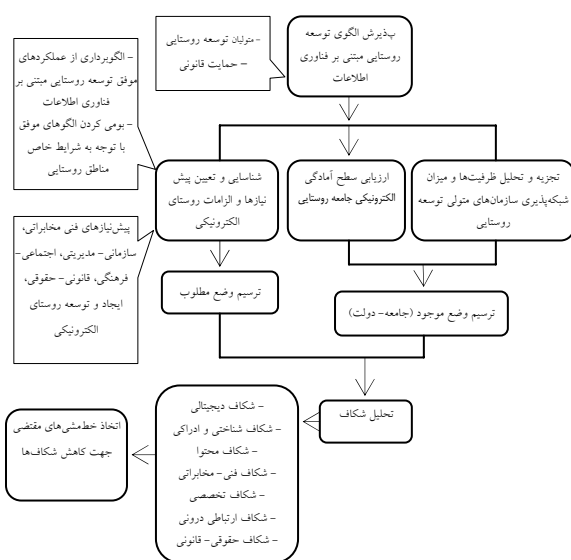 پذیرش الگوی توسعه
روستایی مبتنی بر فناوری
اطلاعات
- متولیان توسعه روستایی
- حمایت قانونی
- الگوبرداری از عملکردهای
موفق توسعه روستایی مبتنی بر
فناوری اطلاعات
- بومی کردن الگوهای موفق
با توجه به شرایط خاص
مناطق روستایی
تجزیه و تحلیل ظرفیت‌ها و میزان
شبکه‌پذیری سازمان‌های متولی توسعه
روستایی
ارزیابی سطح آمادگی
الکترونیکی جامعه روستایی
شناسایی و تعیین پیش
نیازها و الزامات روستای
الکترونیکی
پیش‌نیازهای فنی مخابراتی،
سازمانی- مدیریتی، اجتماعی-
فرهنگی، قانونی- حقوقی،
ایجاد و توسعه روستای
الکترونیکی
ترسیم وضع موجود (جامعه- دولت)
ترسیم وضع مطلوب
تحلیل شکاف
- شکاف دیجیتالی
- شکاف شناختی و ادراکی
- شکاف محتوا
- شکاف فنی- مخابراتی
- شکاف تخصصی
- شکاف ارتباطی درونی
- شکاف حقوقی- قانونی
اتخاذ خط‌مشی‌های مقتضی
جهت کاهش شکاف‌ها